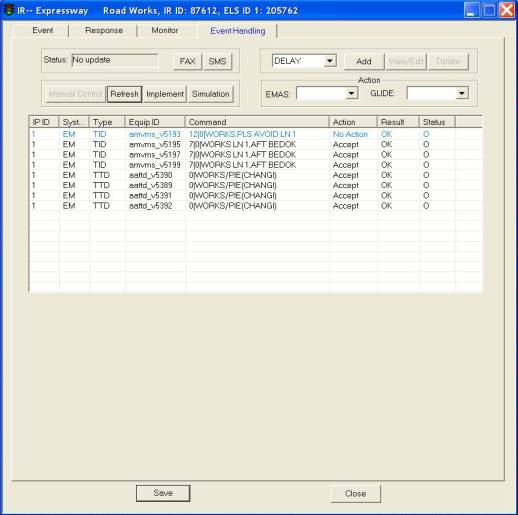 IR-- Expressway Road Works, IR ID: 87612, ELS ID 1: 205762
Event Response Monitor Event Handling
Status: No update FAX SMS DELAY Add View/Edit Delete
Action
Manual Control Refresh Implement Simulation EMAS: GLIDE:
IP ID Syst... Type Equip ID Command Action Result Status
1 EM TID amvms_v5193 12|0|WORKS,PLS AVOID LN 1 No Action OK O
1 EM TID amvms_v5195 7|0|WORKS LN 1,AFT BEDOK Accept OK O
1 EM TID amvms_v5197 7|0|WORKS LN 1,AFT BEDOK Accept OK O
1 EM TID amvms_v5199 7|0|WORKS LN 1,AFT BEDOK Accept OK O
1 EM TTD aattd_v5390 0|WORKS/PIE(CHANGI) Accept OK O
1 EM TTD aattd_v5389 0|WORKS/PIE(CHANGI) Accept OK O
1 EM TTD aattd_v5391 0|WORKS/PIE(CHANGI) Accept OK O
1 EM TTD aattd_v5392 0|WORKS/PIE(CHANGI) Accept OK O
Save Close